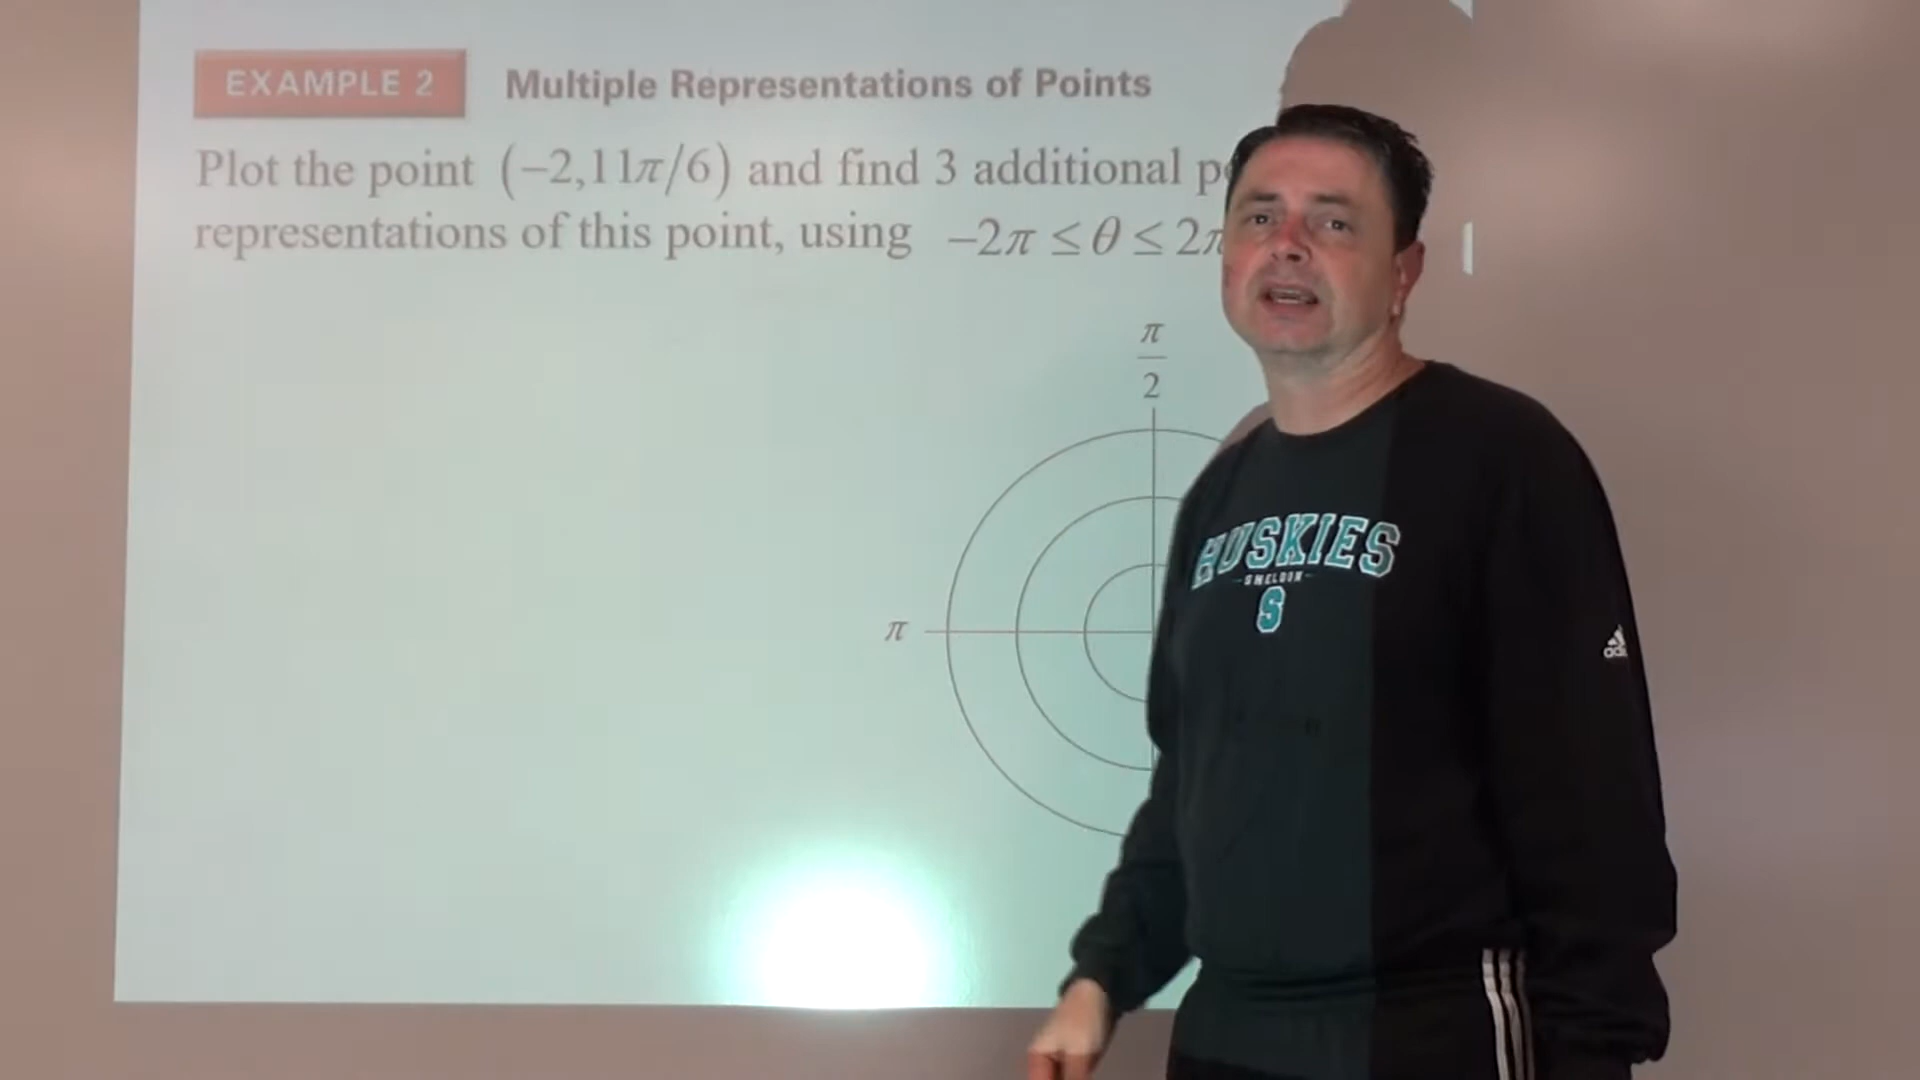 EXAMPLE 2 Multiple Representations of Points
Plot the point (−2,11π/6) and find 3 additional
representations of this point, using −2π ≤ θ ≤ 2π
π
2
π
HUSKIES
SHELDON
S